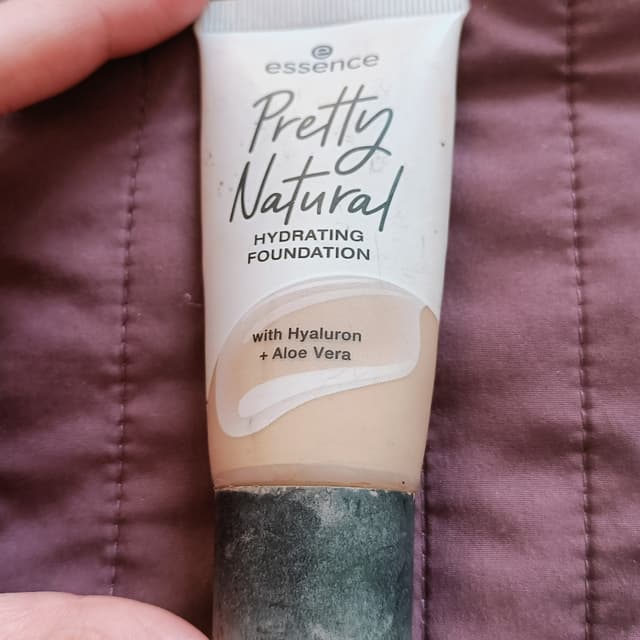 essence
Pretty
Natural
HYDRATING
FOUNDATION
with Hyaluron
+ Aloe Vera